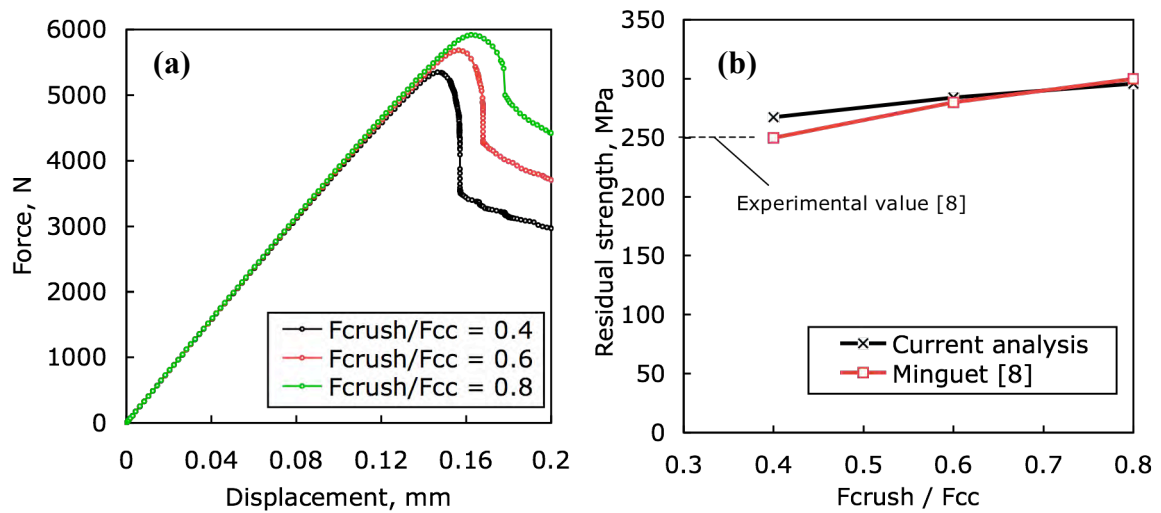 (a)
6000
5000
4000
3000
2000
1000
0
Force, N
Fcrush/Fcc = 0.4
Fcrush/Fcc = 0.6
Fcrush/Fcc = 0.8
0 0.04 0.08 0.12 0.16 0.2
Displacement, mm
(b)
350
300
250
200
150
100
50
0
Residual strength, MPa
Experimental value [8]
Current analysis
Minguet [8]
0.3 0.4 0.5 0.6 0.7 0.8
Fcrush / Fcc